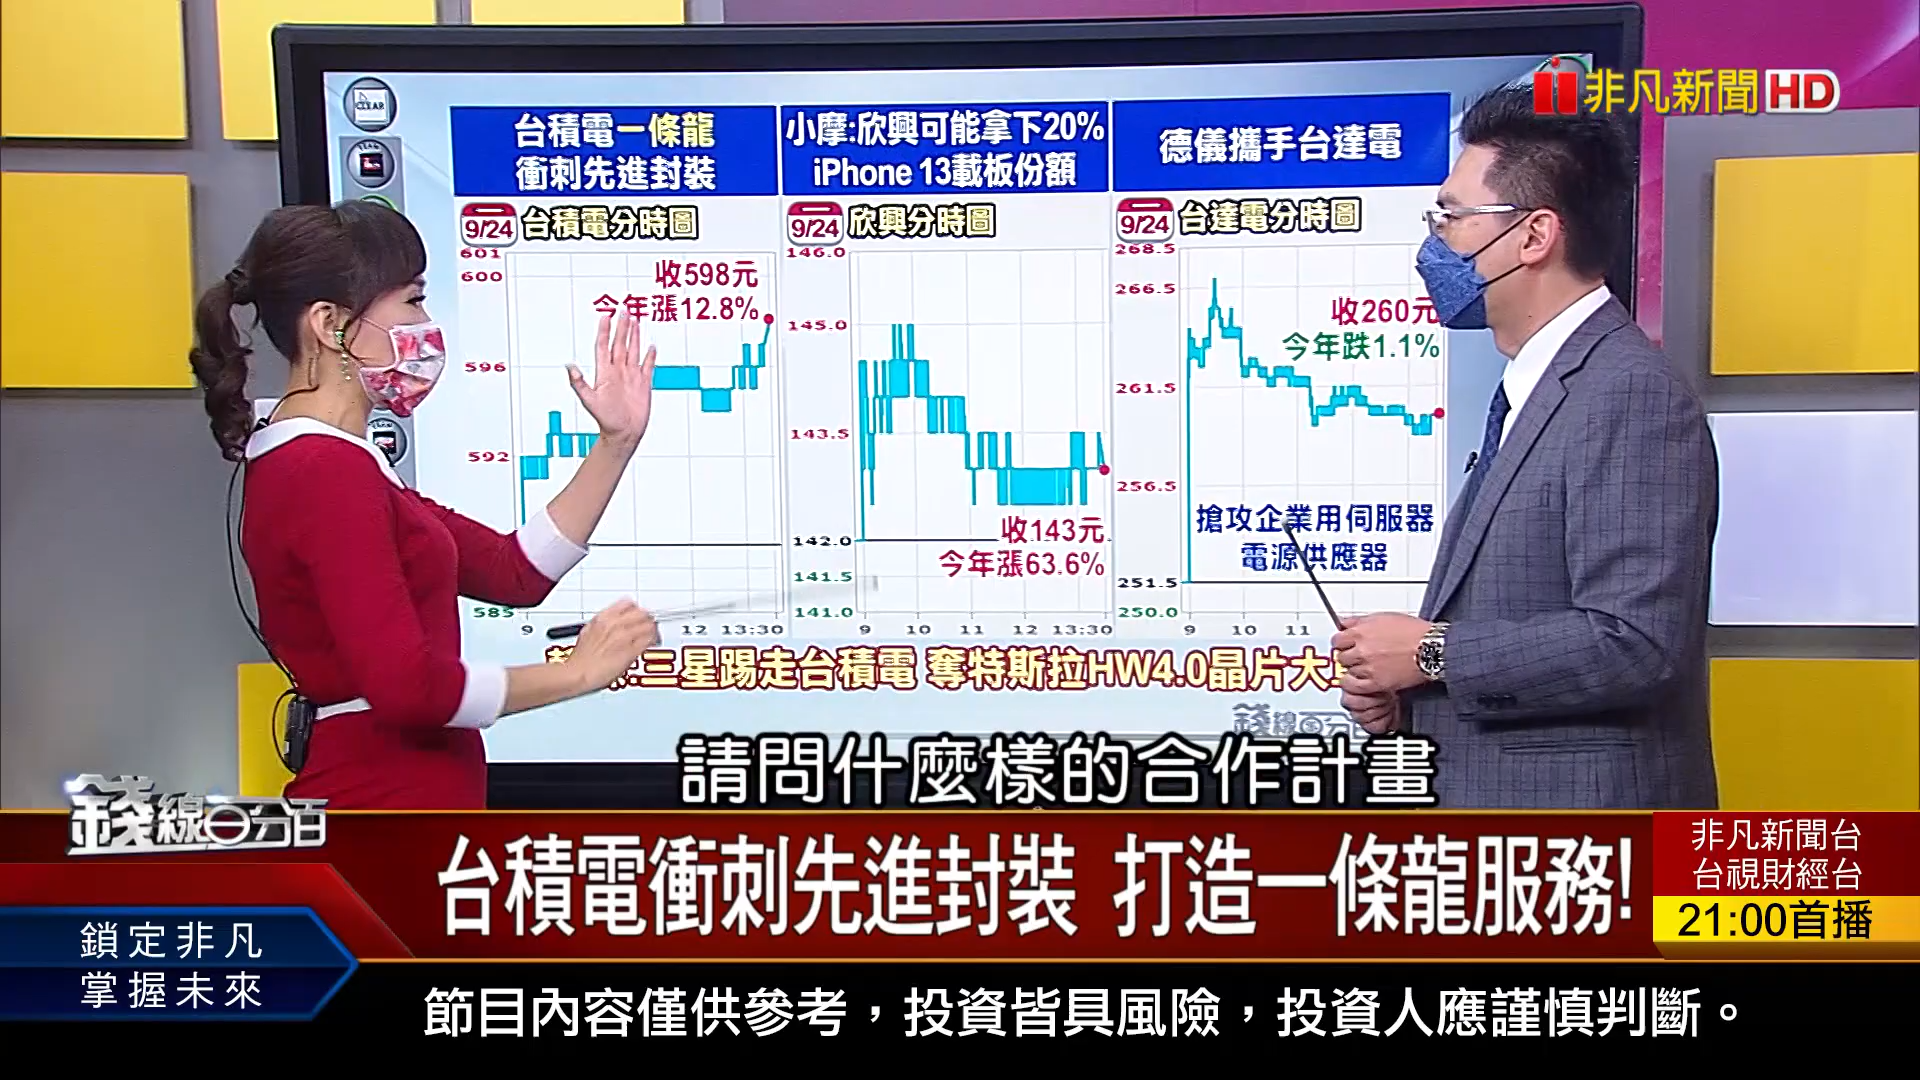 非凡新聞HD
CLEAR
台積電一條龍
衝刺先進封裝
小摩:欣興可能拿下20%
iPhone 13載板份額
德儀攜手台達電
9/24 台積電分時圖
601
600
收598元
今年漲12.8%
596
592
585
9
12 13:30
9/24 欣興分時圖
146.0
145.0
143.5
142.0
141.5
141.0
收143元
今年漲63.6%
9 10 11 12 13:30
9/24 台達電分時圖
268.5
266.5
261.5
256.5
251.5
250.0
收260元
今年跌1.1%
搶攻企業用伺服器
電源供應器
9 10 11
:三星踢走台積電 奪特斯拉HW4.0晶片大
錢線百分百
請問什麼樣的合作計畫
錢線百分百
台積電衝刺先進封裝 打造一條龍服務!
非凡新聞台
台視財經台
21:00首播
鎖定非凡
掌握未來
節目內容僅供參考，投資皆具風險，投資人應謹慎判斷。